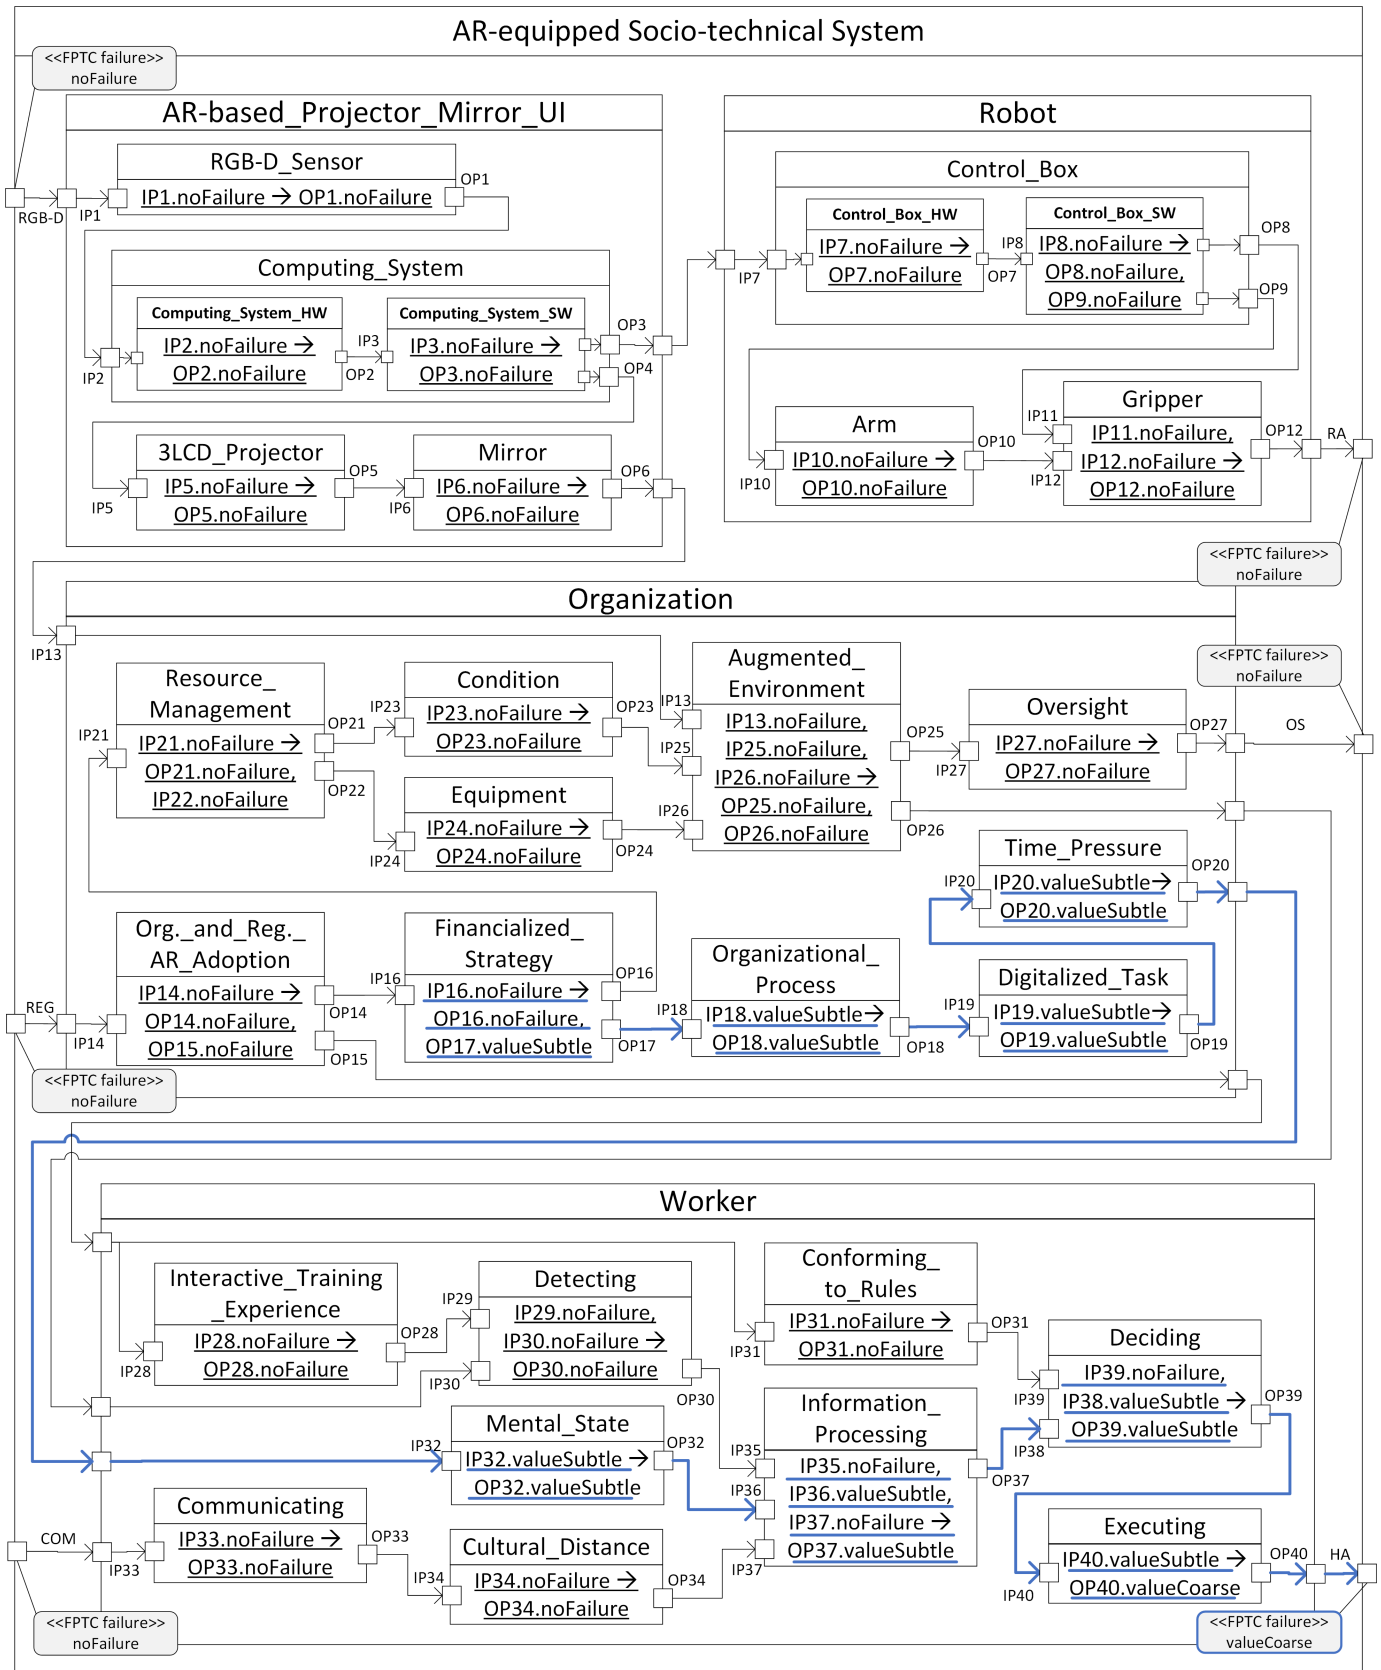 AR-equipped Socio-technical System
<<FPTC failure>>
noFailure
AR-based_Projector_Mirror_UI
RGB-D_Sensor
IP1.noFailure → OP1.noFailure
OP1
RGB-D
IP1
Computing_System
Computing_System_HW
IP2.noFailure →
OP2.noFailure
IP2
OP2
IP3
Computing_System_SW
IP3.noFailure →
OP3.noFailure
OP3
OP4
3LCD_Projector
IP5.noFailure →
OP5.noFailure
IP5
OP5
IP6
Mirror
IP6.noFailure →
OP6.noFailure
OP6
Robot
Control_Box
Control_Box_HW
IP7.noFailure →
OP7.noFailure
IP7
OP7
IP8
Control_Box_SW
IP8.noFailure →
OP8.noFailure,
OP9.noFailure
OP8
OP9
Arm
IP10.noFailure →
OP10.noFailure
IP10
OP10
IP11
IP12
Gripper
IP11.noFailure,
IP12.noFailure →
OP12.noFailure
OP12
RA
<<FPTC failure>>
noFailure
Organization
IP13
Resource_
Management
IP21.noFailure →
OP21.noFailure,
IP22.noFailure
IP21
OP21
OP22
Condition
IP23.noFailure →
OP23.noFailure
IP23
OP23
Equipment
IP24.noFailure →
OP24.noFailure
IP24
OP24
Augmented_
Environment
IP13.noFailure,
IP25.noFailure,
IP26.noFailure →
OP25.noFailure,
OP26.noFailure
IP13
IP25
IP26
OP25
OP26
Oversight
IP27.noFailure →
OP27.noFailure
IP27
OP27
OS
<<FPTC failure>>
noFailure
Time_Pressure
IP20.valueSubtle→
OP20.valueSubtle
IP20
OP20
Org._and_Reg._
AR_Adoption
IP14.noFailure →
OP14.noFailure,
OP15.noFailure
REG
IP14
OP14
OP15
Financialized_
Strategy
IP16.noFailure →
OP16.noFailure,
OP17.valueSubtle
IP16
OP16
OP17
Organizational_
Process
IP18.valueSubtle→
OP18.valueSubtle
IP18
OP18
Digitalized_Task
IP19.valueSubtle→
OP19.valueSubtle
IP19
OP19
<<FPTC failure>>
noFailure
Worker
Interactive_Training
_Experience
IP28.noFailure →
OP28.noFailure
IP28
OP28
Detecting
IP29.noFailure,
IP30.noFailure →
OP30.noFailure
IP29
IP30
OP30
Conforming_
to_Rules
IP31.noFailure →
OP31.noFailure
IP31
OP31
Deciding
IP39.noFailure,
IP38.valueSubtle →
OP39.valueSubtle
IP39
IP38
OP39
Mental_State
IP32.valueSubtle →
OP32.valueSubtle
IP32
OP32
Information_
Processing
IP35.noFailure,
IP36.valueSubtle,
IP37.noFailure →
OP37.valueSubtle
IP35
IP36
IP37
OP37
Communicating
IP33.noFailure →
OP33.noFailure
COM
IP33
OP33
Cultural_Distance
IP34.noFailure →
OP34.noFailure
IP34
OP34
Executing
IP40.valueSubtle →
OP40.valueCoarse
IP40
OP40
HA
<<FPTC failure>>
noFailure
<<FPTC failure>>
valueCoarse